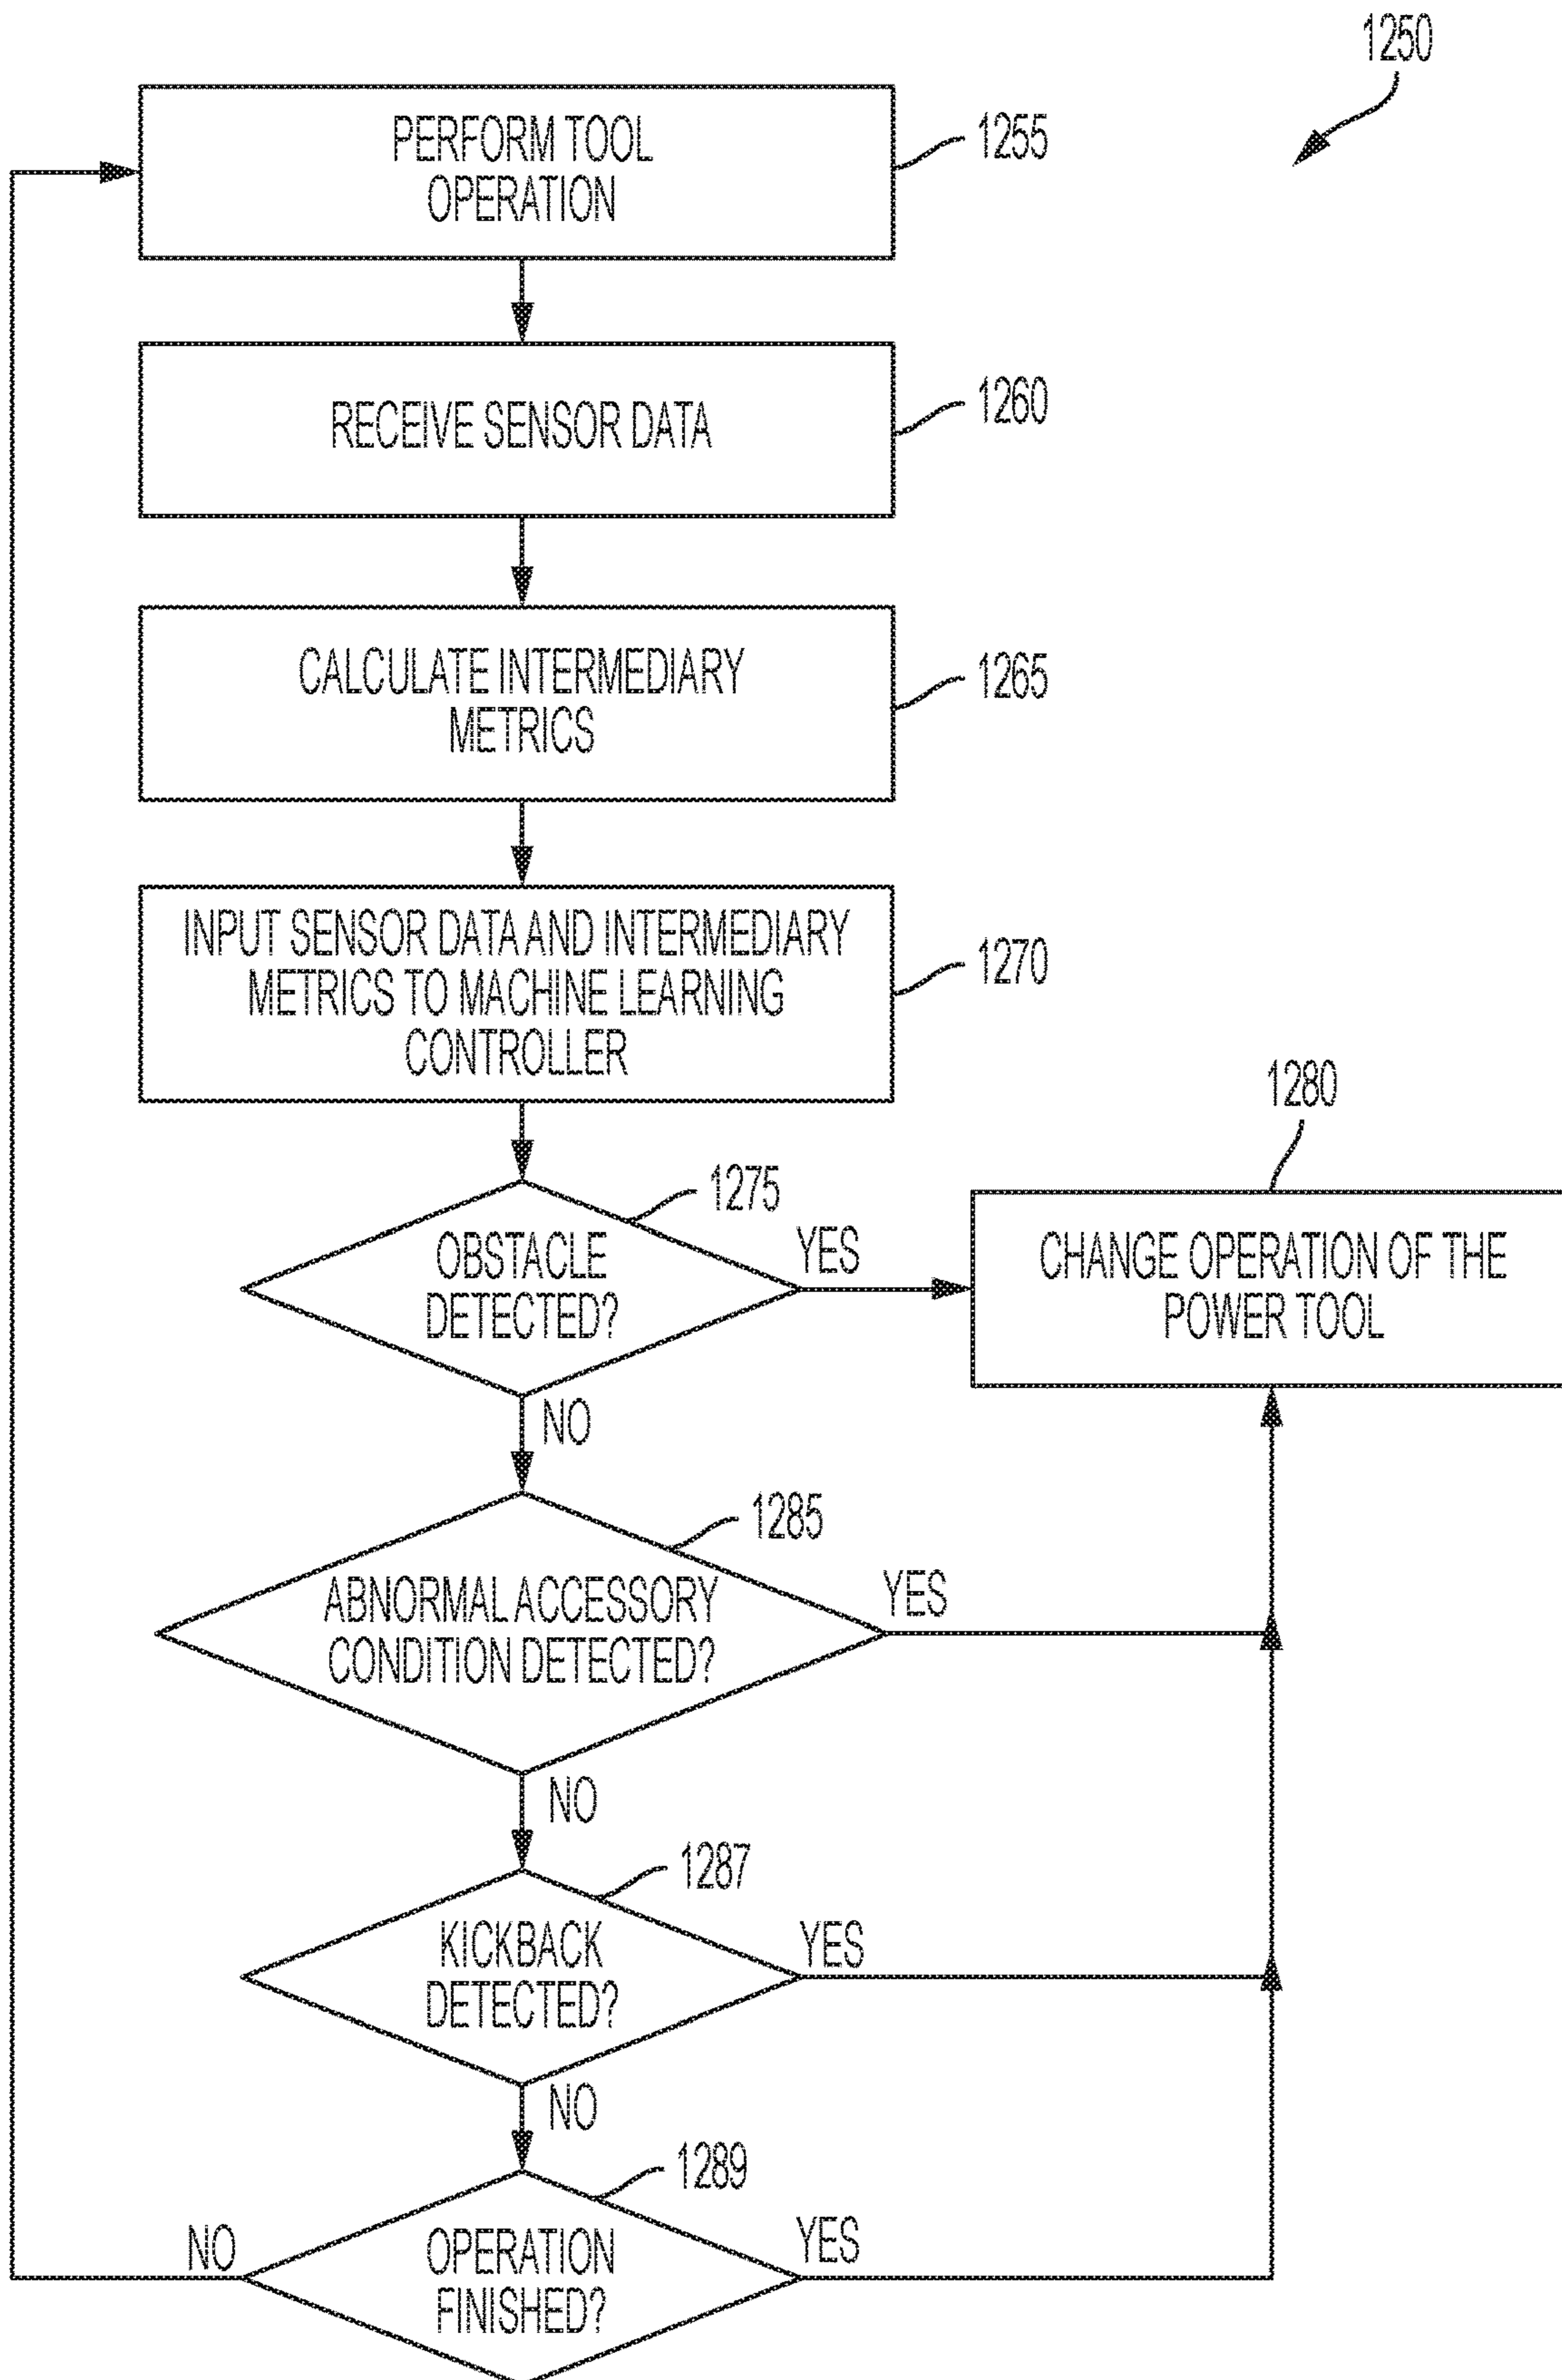 1250
PERFORM TOOL
OPERATION
1255
RECEIVE SENSOR DATA
1260
CALCULATE INTERMEDIARY
METRICS
1265
INPUT SENSOR DATA AND INTERMEDIARY
METRICS TO MACHINE LEARNING
CONTROLLER
1270
1275
OBSTACLE
DETECTED?
YES
1280
CHANGE OPERATION OF THE
POWER TOOL
NO
1285
ABNORMAL ACCESSORY
CONDITION DETECTED?
YES
NO
1287
KICKBACK
DETECTED?
YES
NO
1289
NO
OPERATION
FINISHED?
YES